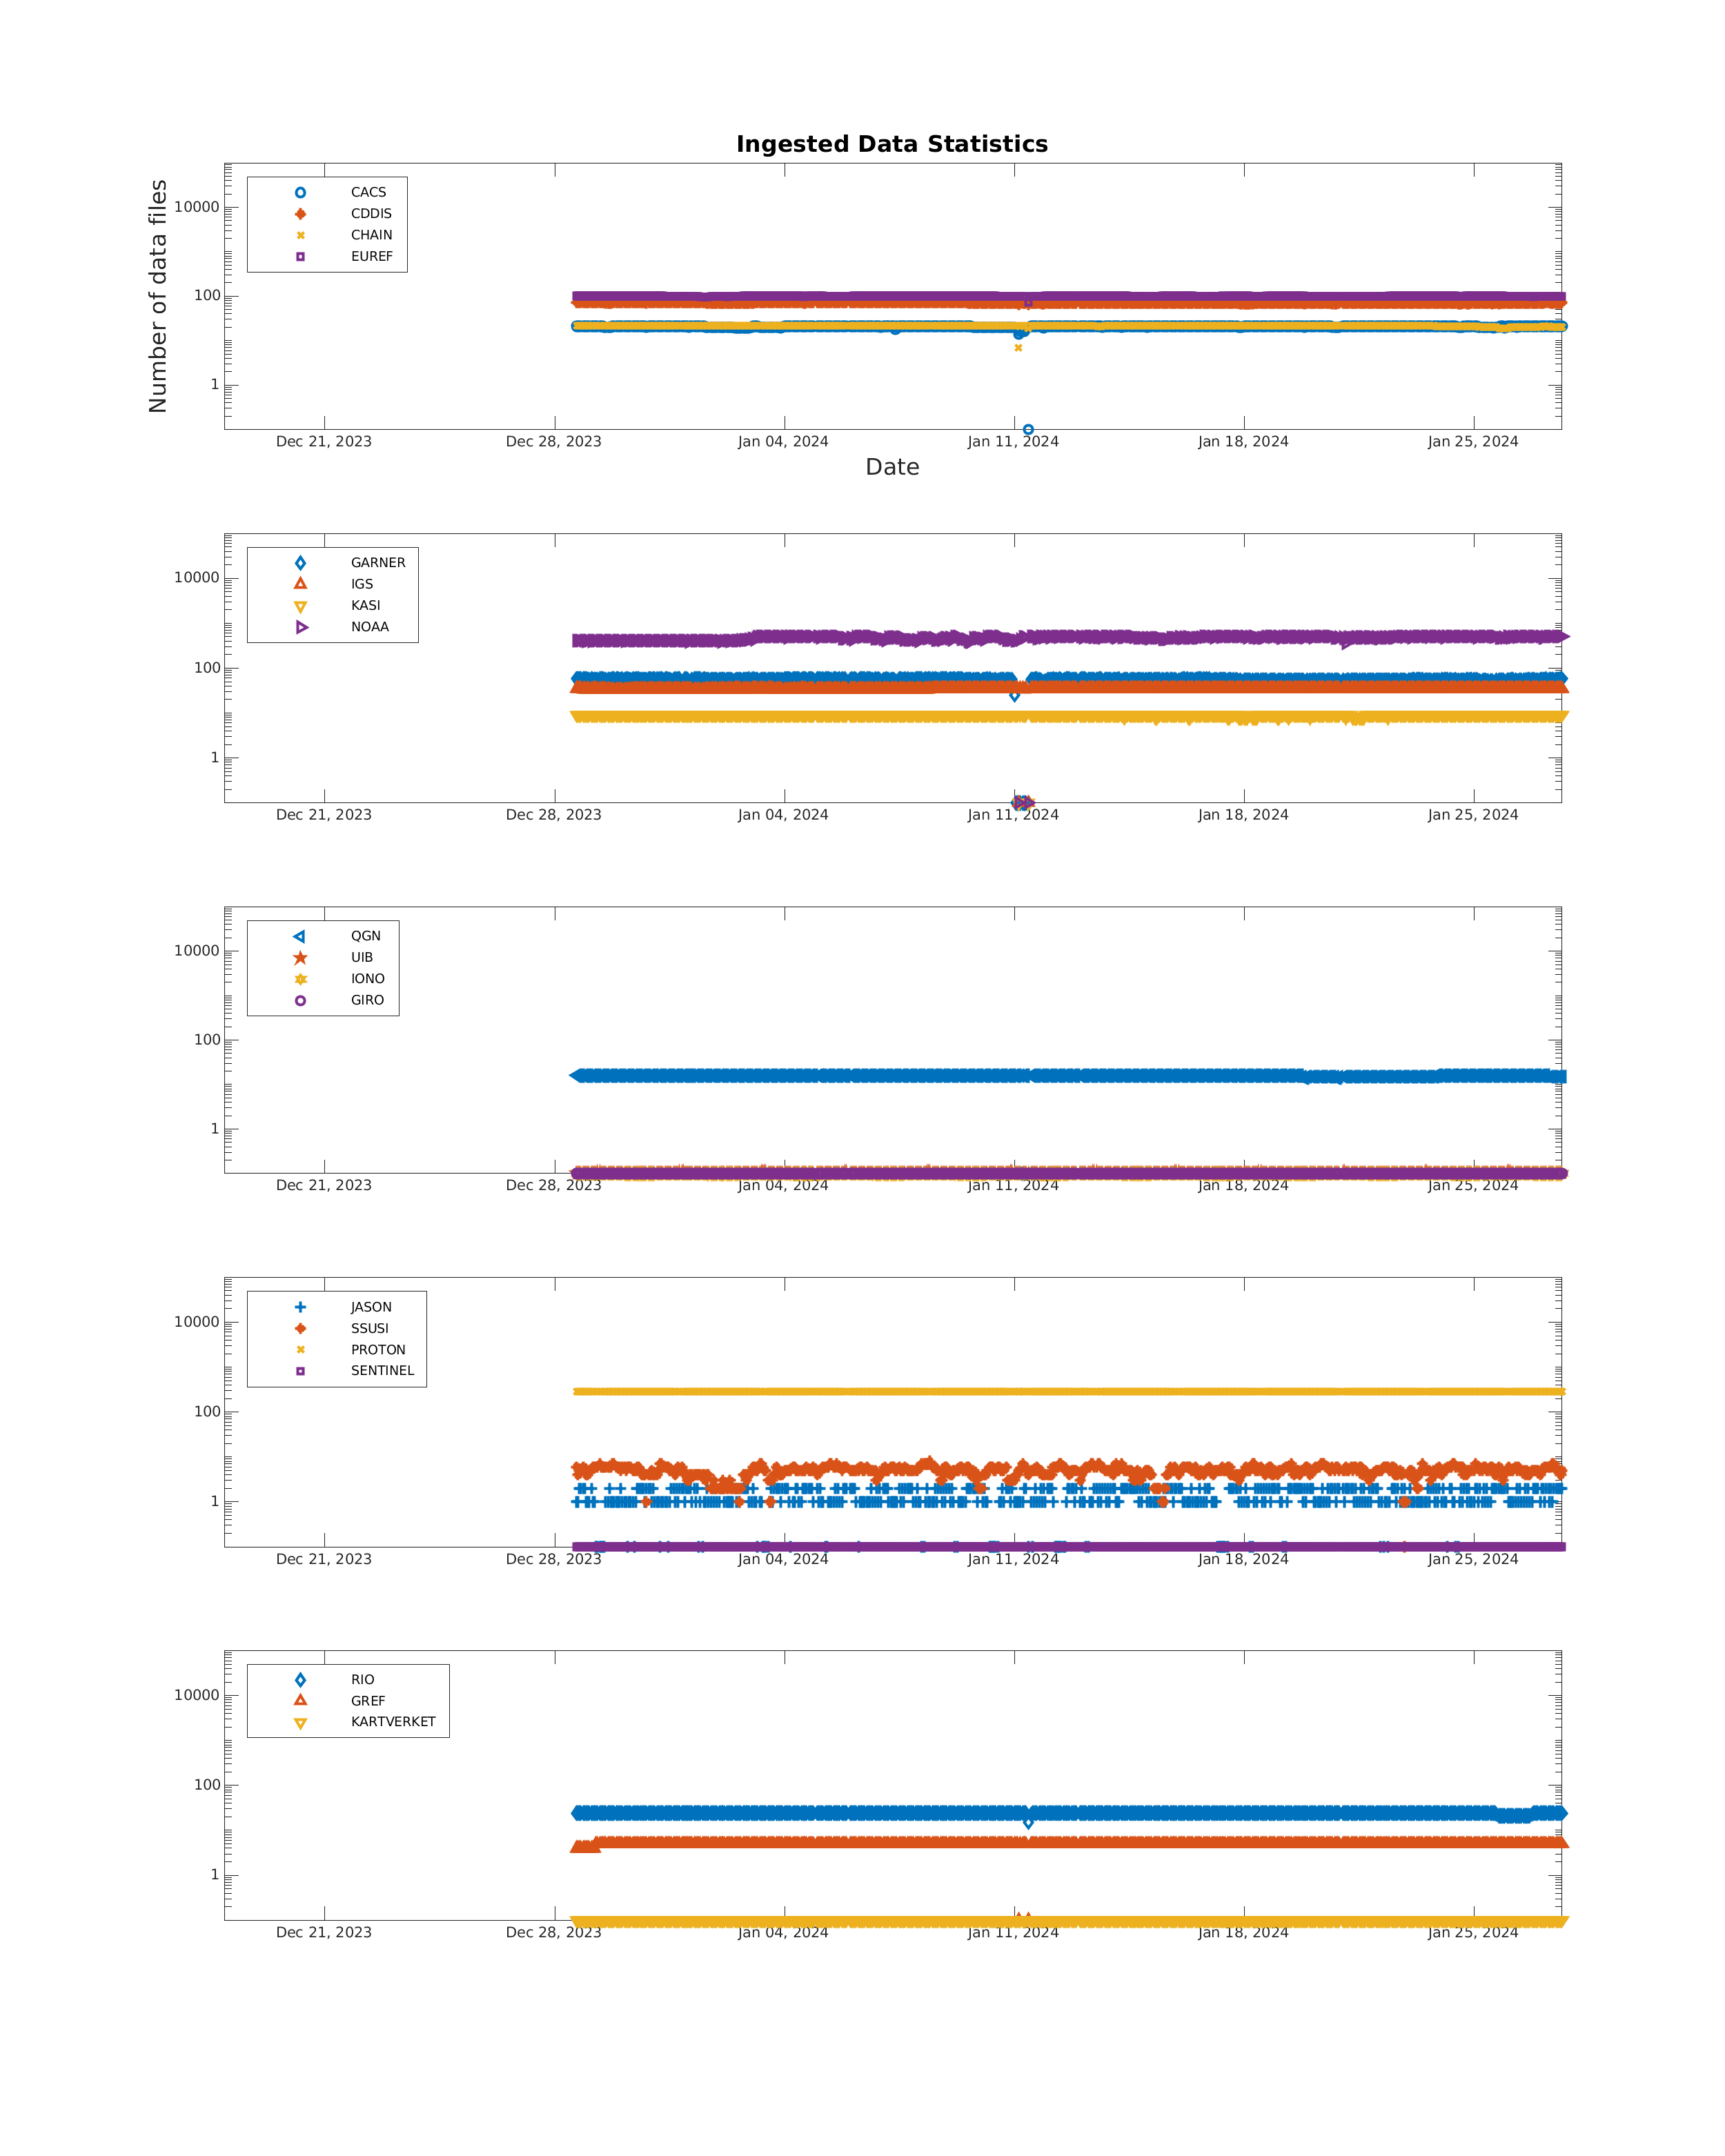 Ingested Data Statistics
Number of data files
10000
100
1
CACS
CDDIS
CHAIN
EUREF
Dec 21, 2023
Dec 28, 2023
Jan 04, 2024
Jan 11, 2024
Jan 18, 2024
Jan 25, 2024
Date
10000
100
1
GARNER
IGS
KASI
NOAA
Dec 21, 2023
Dec 28, 2023
Jan 04, 2024
Jan 11, 2024
Jan 18, 2024
Jan 25, 2024
10000
100
1
QGN
UIB
IONO
GIRO
Dec 21, 2023
Dec 28, 2023
Jan 04, 2024
Jan 11, 2024
Jan 18, 2024
Jan 25, 2024
10000
100
1
JASON
SSUSI
PROTON
SENTINEL
Dec 21, 2023
Dec 28, 2023
Jan 04, 2024
Jan 11, 2024
Jan 18, 2024
Jan 25, 2024
10000
100
1
RIO
GREF
KARTVERKET
Dec 21, 2023
Dec 28, 2023
Jan 04, 2024
Jan 11, 2024
Jan 18, 2024
Jan 25, 2024